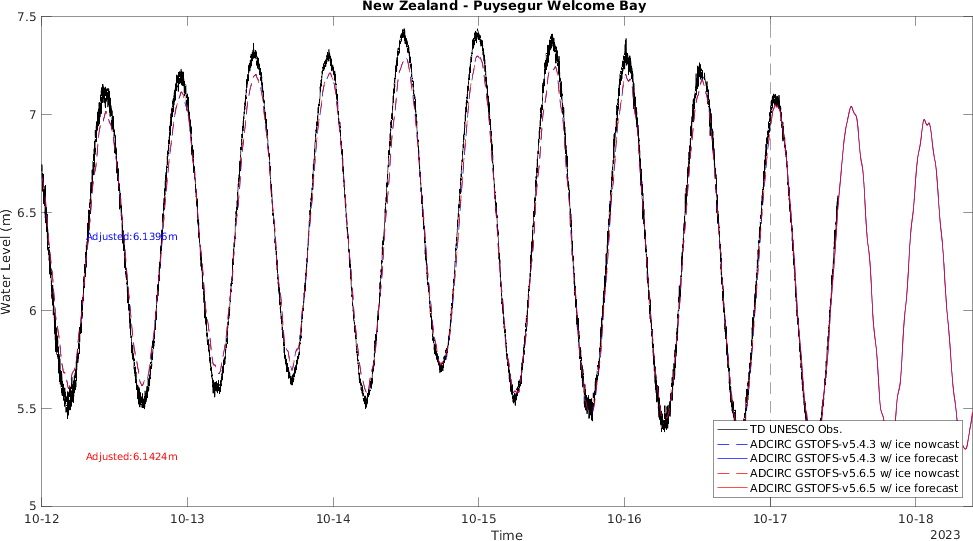 New Zealand - Puysegur Welcome Bay
7.5
7
6.5
6
5.5
5
Water Level (m)
Adjusted:6.1395m
Adjusted:6.1424m
TD UNESCO Obs.
ADCIRC GSTOFS-v5.4.3 w/ ice nowcast
ADCIRC GSTOFS-v5.4.3 w/ ice forecast
ADCIRC GSTOFS-v5.6.5 w/ ice nowcast
ADCIRC GSTOFS-v5.6.5 w/ ice forecast
10-12 10-13 10-14 10-15 10-16 10-17 10-18
Time
2023